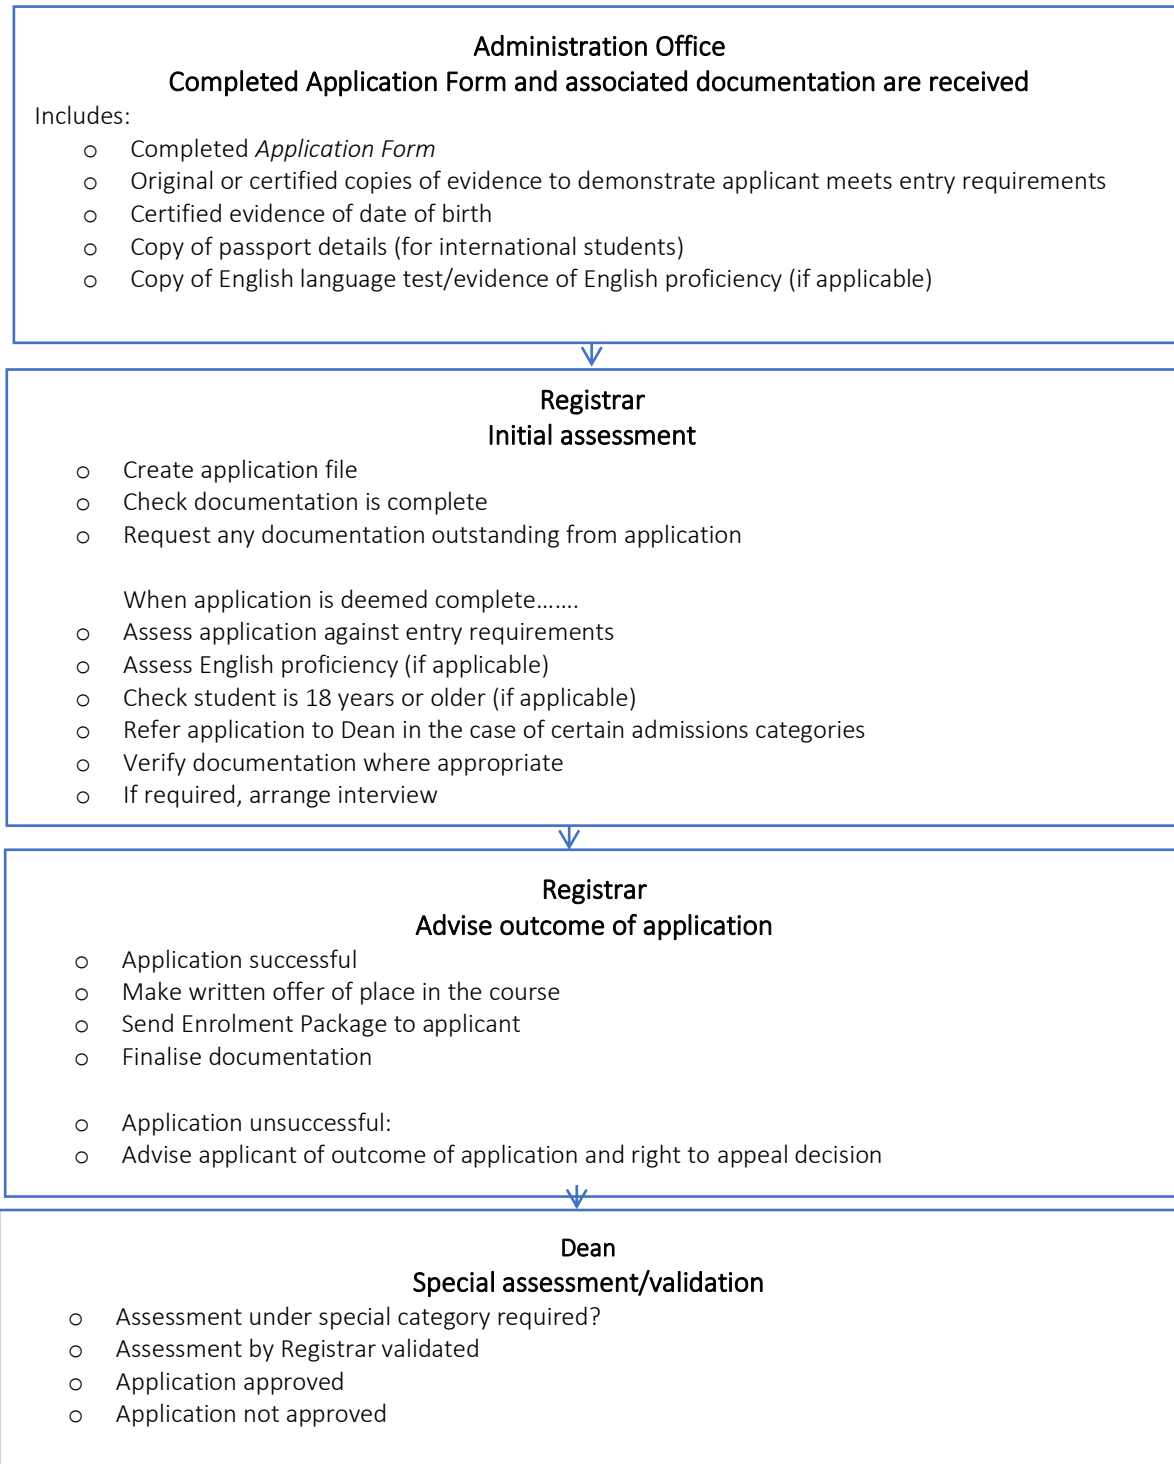 Administration Office
Completed Application Form and associated documentation are received
Includes:
o Completed Application Form
o Original or certified copies of evidence to demonstrate applicant meets entry requirements
o Certified evidence of date of birth
o Copy of passport details (for international students)
o Copy of English language test/evidence of English proficiency (if applicable)
Registrar
Initial assessment
o Create application file
o Check documentation is complete
o Request any documentation outstanding from application
When application is deemed complete…….
o Assess application against entry requirements
o Assess English proficiency (if applicable)
o Check student is 18 years or older (if applicable)
o Refer application to Dean in the case of certain admissions categories
o Verify documentation where appropriate
o If required, arrange interview
Registrar
Advise outcome of application
o Application successful
o Make written offer of place in the course
o Send Enrolment Package to applicant
o Finalise documentation
o Application unsuccessful:
o Advise applicant of outcome of application and right to appeal decision
Dean
Special assessment/validation
o Assessment under special category required?
o Assessment by Registrar validated
o Application approved
o Application not approved